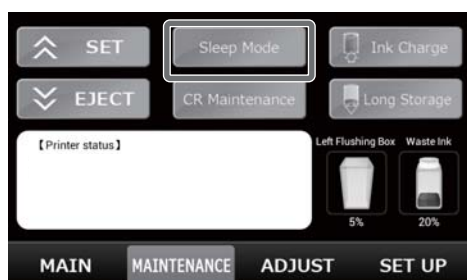 SET
Sleep Mode
Ink Charge
EJECT
CR Maintenance
Long Storage
【Printer status】
Left Flushing Box
Waste Ink
5%
20%
MAIN
MAINTENANCE
ADJUST
SET UP